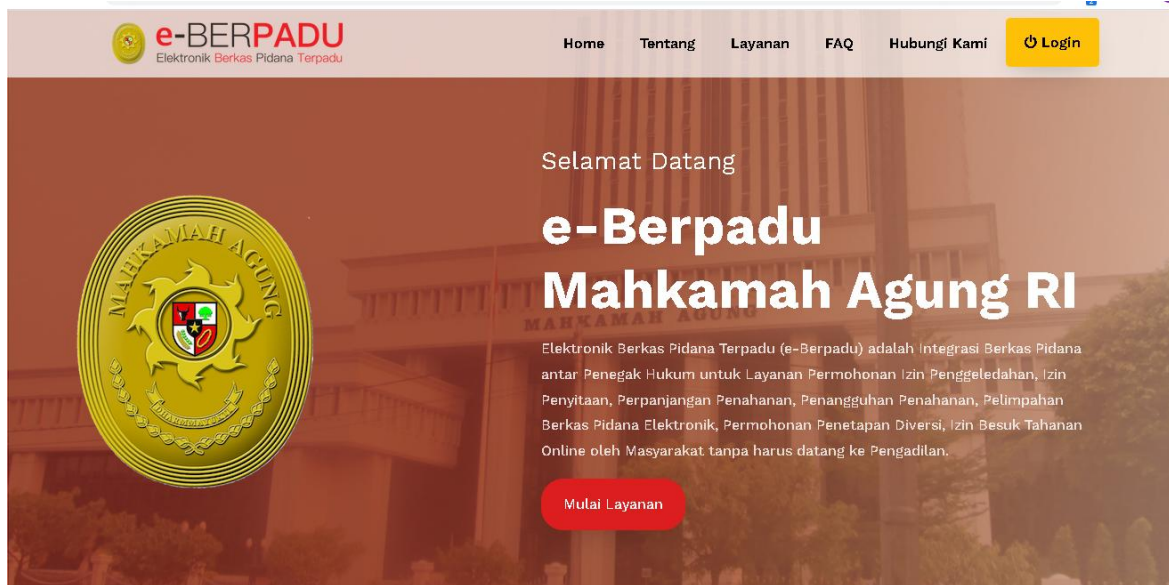 e-BERPADU
Elektronik Berkas Pidana Terpadu
Home Tentang Layanan FAQ Hubungi Kami Login
Selamat Datang
e-Berpadu
Mahkamah Agung RI
MAHKAMAH AGUNG
MAHKAMAH AGUNG
DHARMMAYUKTI
Elektronik Berkas Pidana Terpadu (e-Berpadu) adalah Integrasi Berkas Pidana
antar Penegak Hukum untuk Layanan Permohonan Izin Penggeledahan, Izin
Penyitaan, Perpanjangan Penahanan, Penangguhan Penahanan, Pelimpahan
Berkas Pidana Elektronik, Permohonan Penetapan Diversi, Izin Besuk Tahanan
Online oleh Masyarakat tanpa harus datang ke Pengadilan.
Mulai Layanan